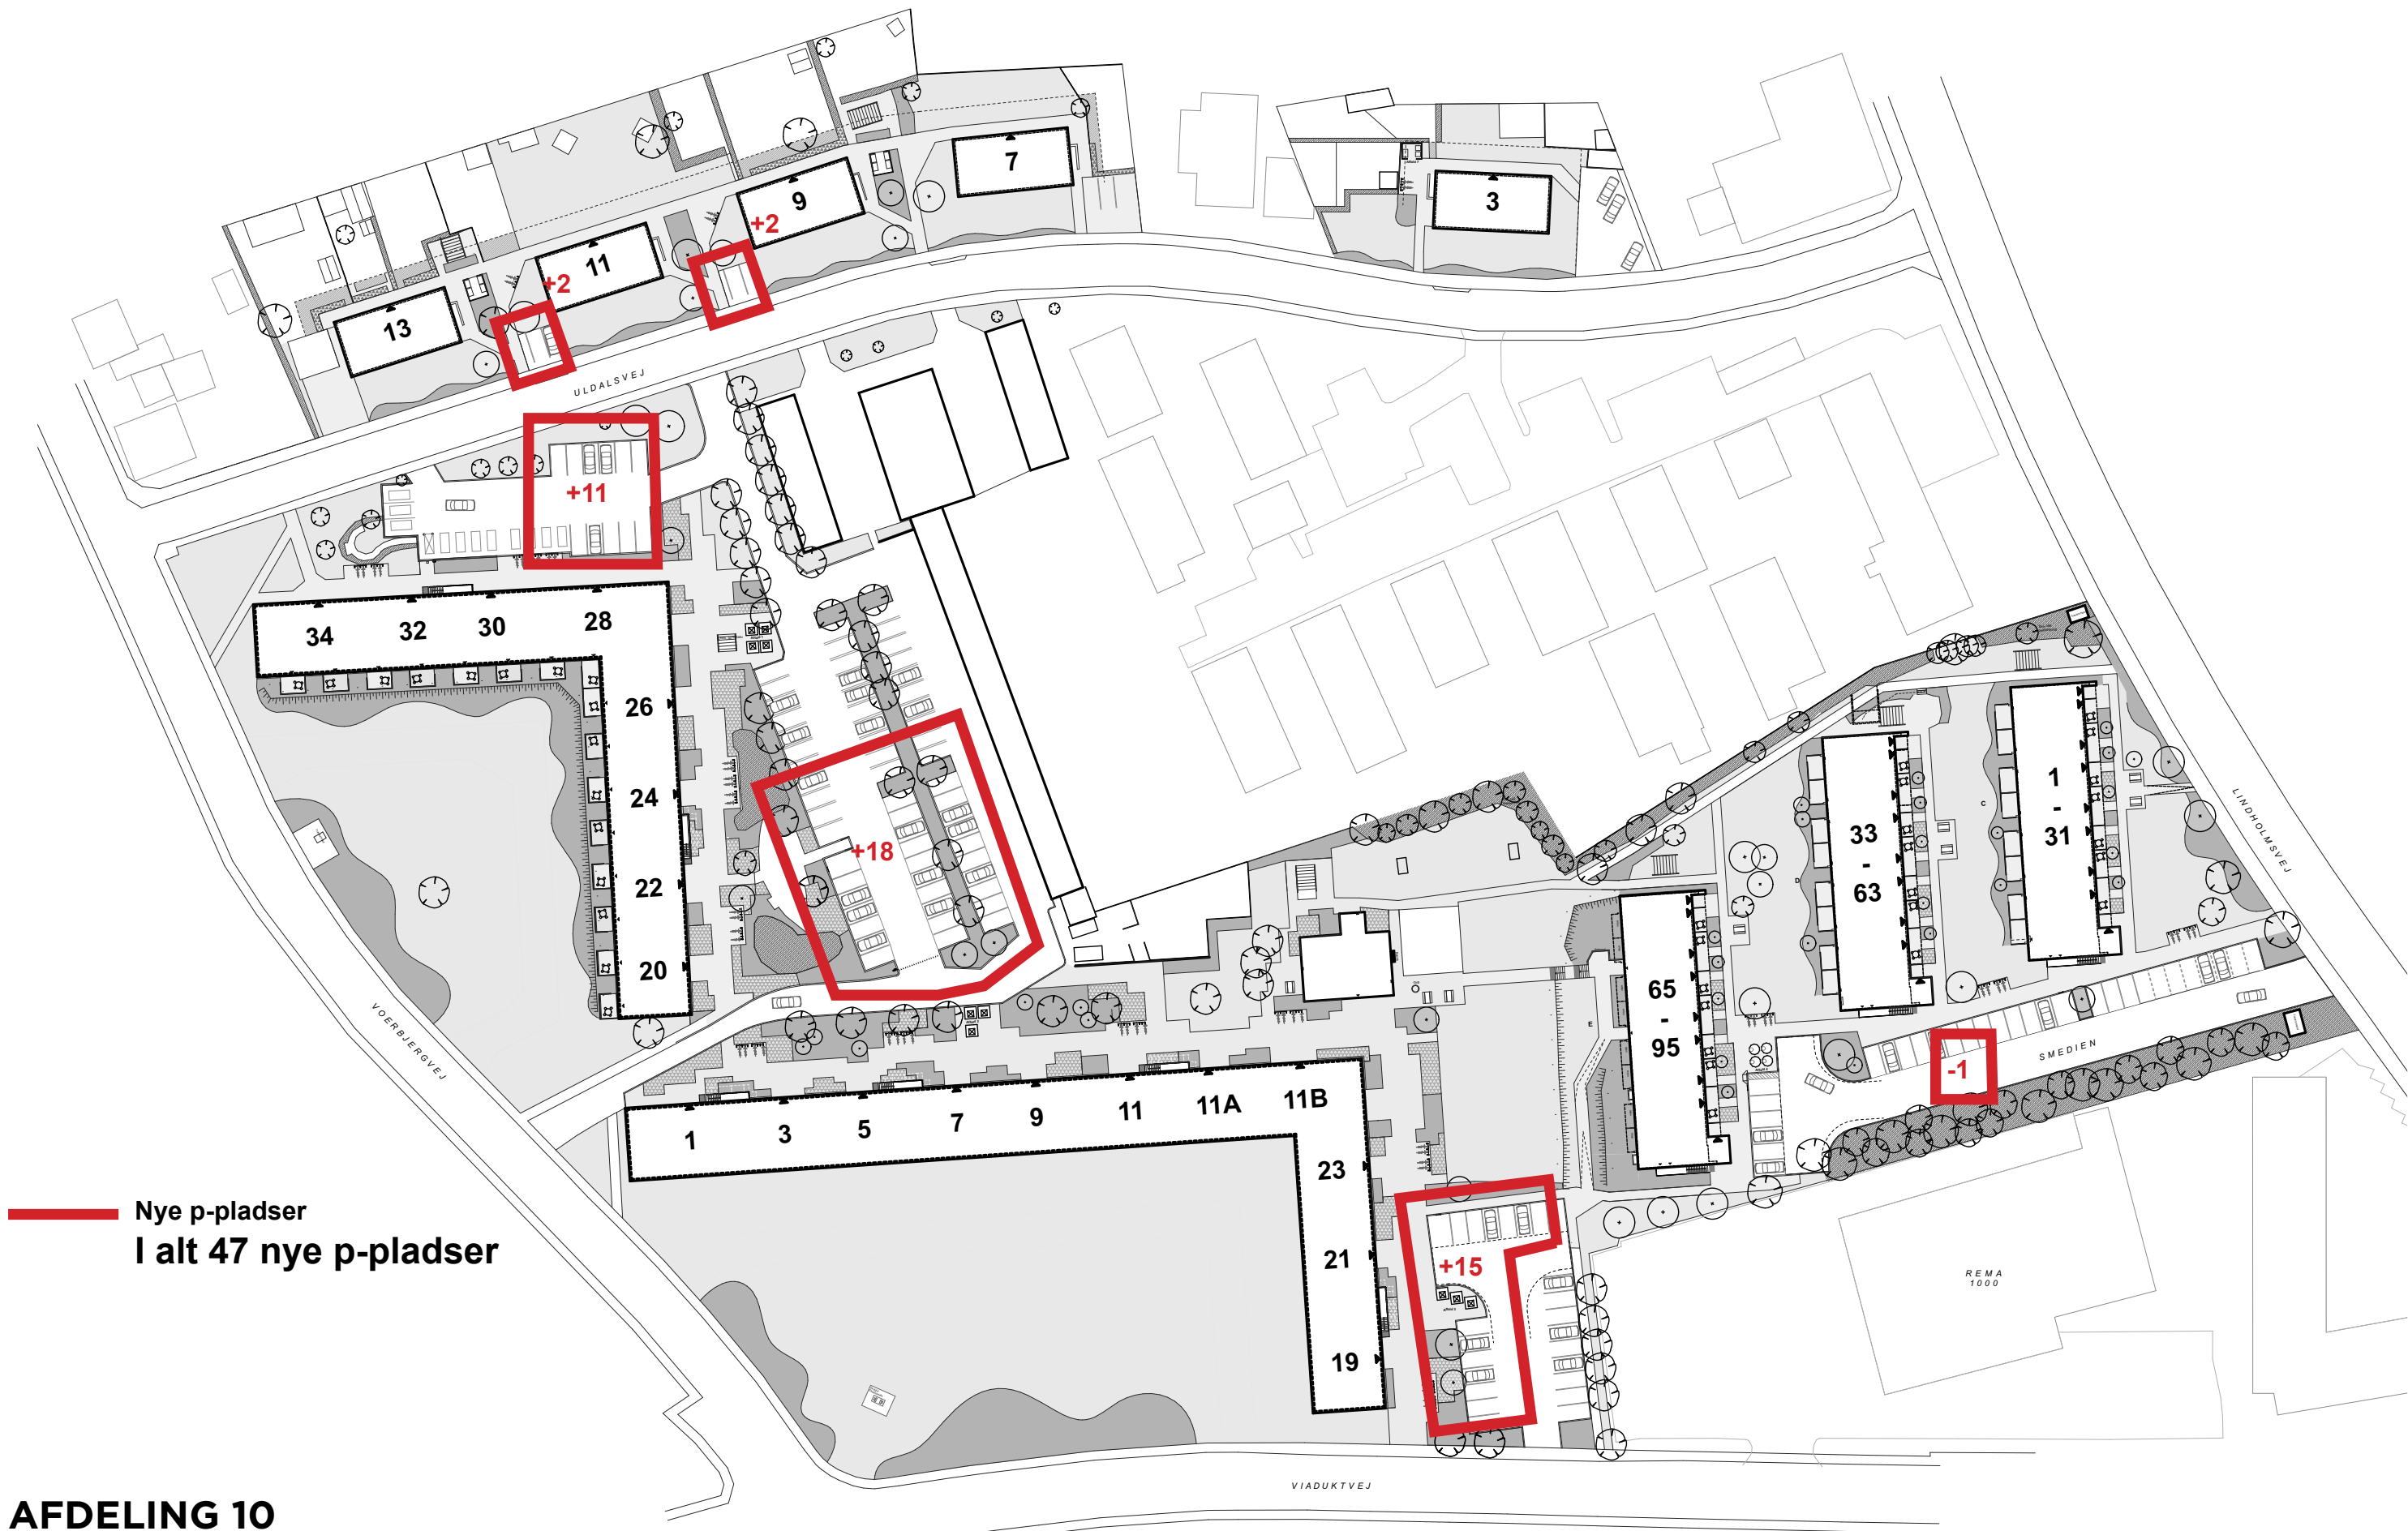 7
3
9
+2
11
+2
13
ULDALSVEJ
+11
34
32
30
28
26
24
22
20
+18
1
-
31
33
-
63
65
-
95
C
D
E
LINDHOLMSVEJ
VOERBJERGVEJ
SMEDIEN
-1
1
3
5
7
9
11
11A
11B
23
21
19
+15
REMA
1000
VIADUKTVEJ
Nye p-pladser
I alt 47 nye p-pladser
AFDELING 10